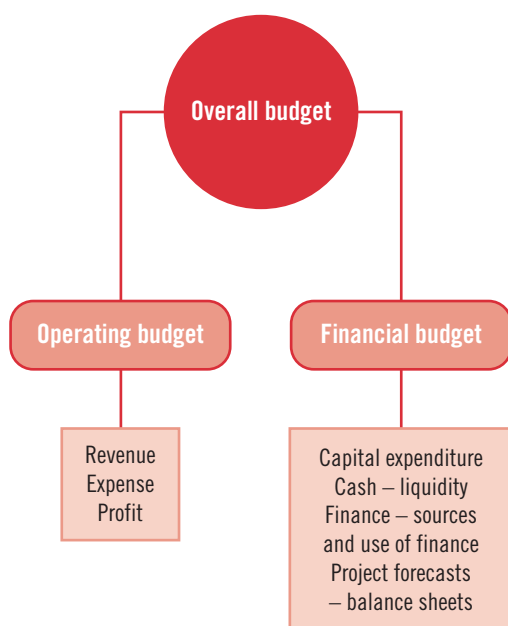 Overall budget
Operating budget
Financial budget
Revenue
Expense
Profit
Capital expenditure
Cash – liquidity
Finance – sources
and use of finance
Project forecasts
– balance sheets